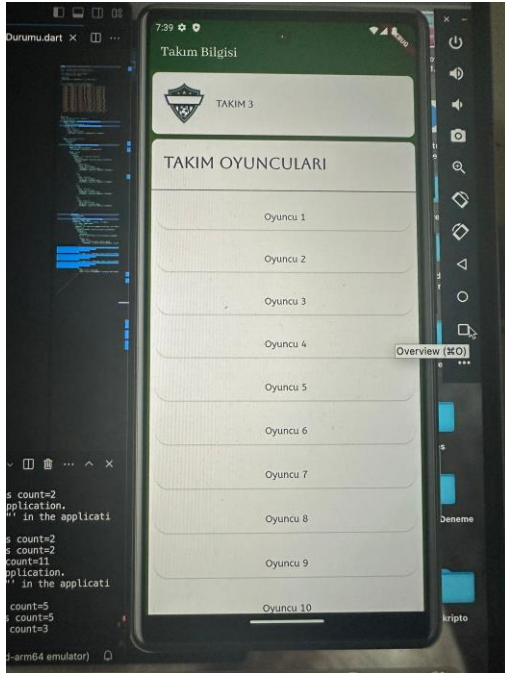 Durumu.dart ×
7:39
Takım Bilgisi
TAKIM 3
TAKIM OYUNCULARI
Oyuncu 1
Oyuncu 2
Oyuncu 3
Oyuncu 4
Overview (⌘O)
Oyuncu 5
Oyuncu 6
Oyuncu 7
Oyuncu 8
Oyuncu 9
Oyuncu 10
s count=2
pplication.
"' in the applicati
s count=2
s count=2
count=11
pplication.
"' in the applicati
count=5
s count=5
count=3
d-arm64 emulator)
Deneme
kripto